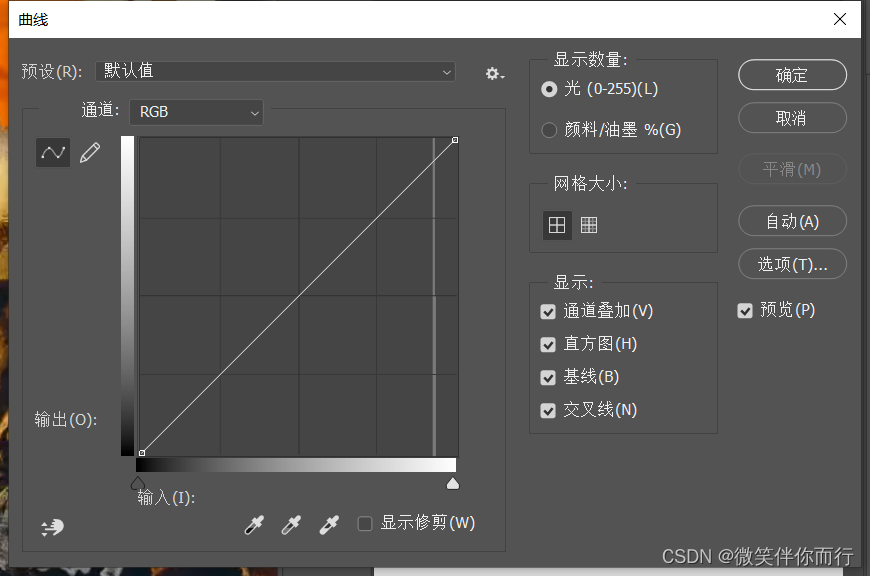 曲线
预设(R): 默认值
通道: RGB
输出(O):
输入(I):
显示修剪(W)
显示数量:
光 (0-255)(L)
颜料/油墨 %(G)
网格大小:
显示:
通道叠加(V)
直方图(H)
基线(B)
交叉线(N)
确定
取消
平滑(M)
自动(A)
选项(T)...
预览(P)
CSDN @微笑伴你而行